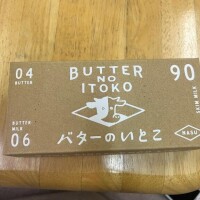 04
BUTTER
BUTTER
NO
ITOKO
90
SKIM MILK
BUTTER
MILK
06
バターのいとこ
NASU